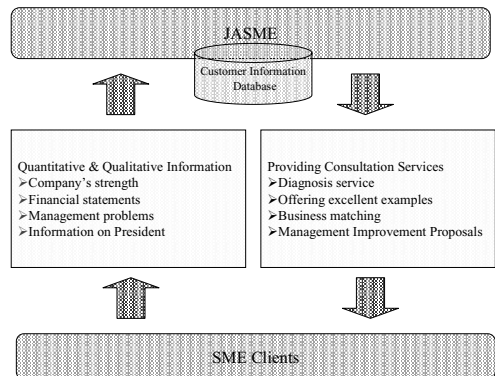 JASME
Customer Information
Database
Quantitative & Qualitative Information
➢Company’s strength
➢Financial statements
➢Management problems
➢Information on President
Providing Consultation Services
➢Diagnosis service
➢Offering excellent examples
➢Business matching
➢Management Improvement Proposals
SME Clients